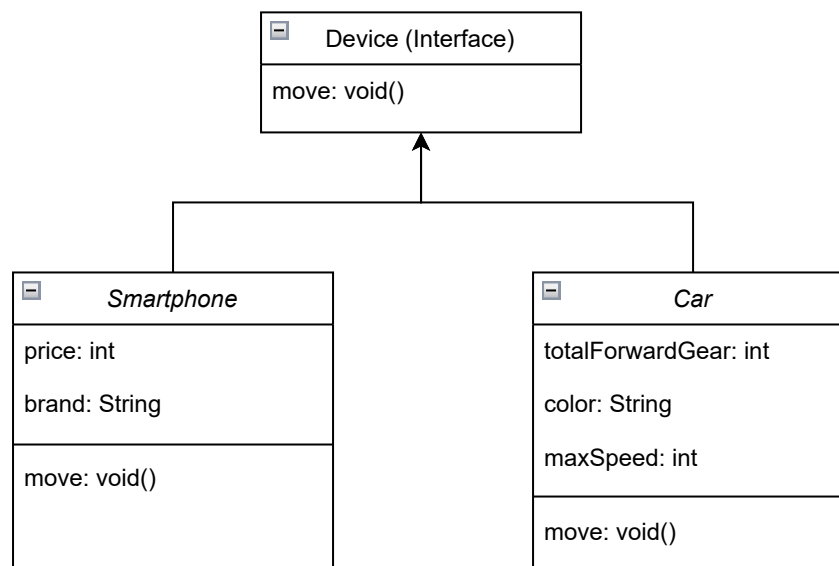 Device (Interface)
move: void()
Smartphone
price: int
brand: String
move: void()
Car
totalForwardGear: int
color: String
maxSpeed: int
move: void()